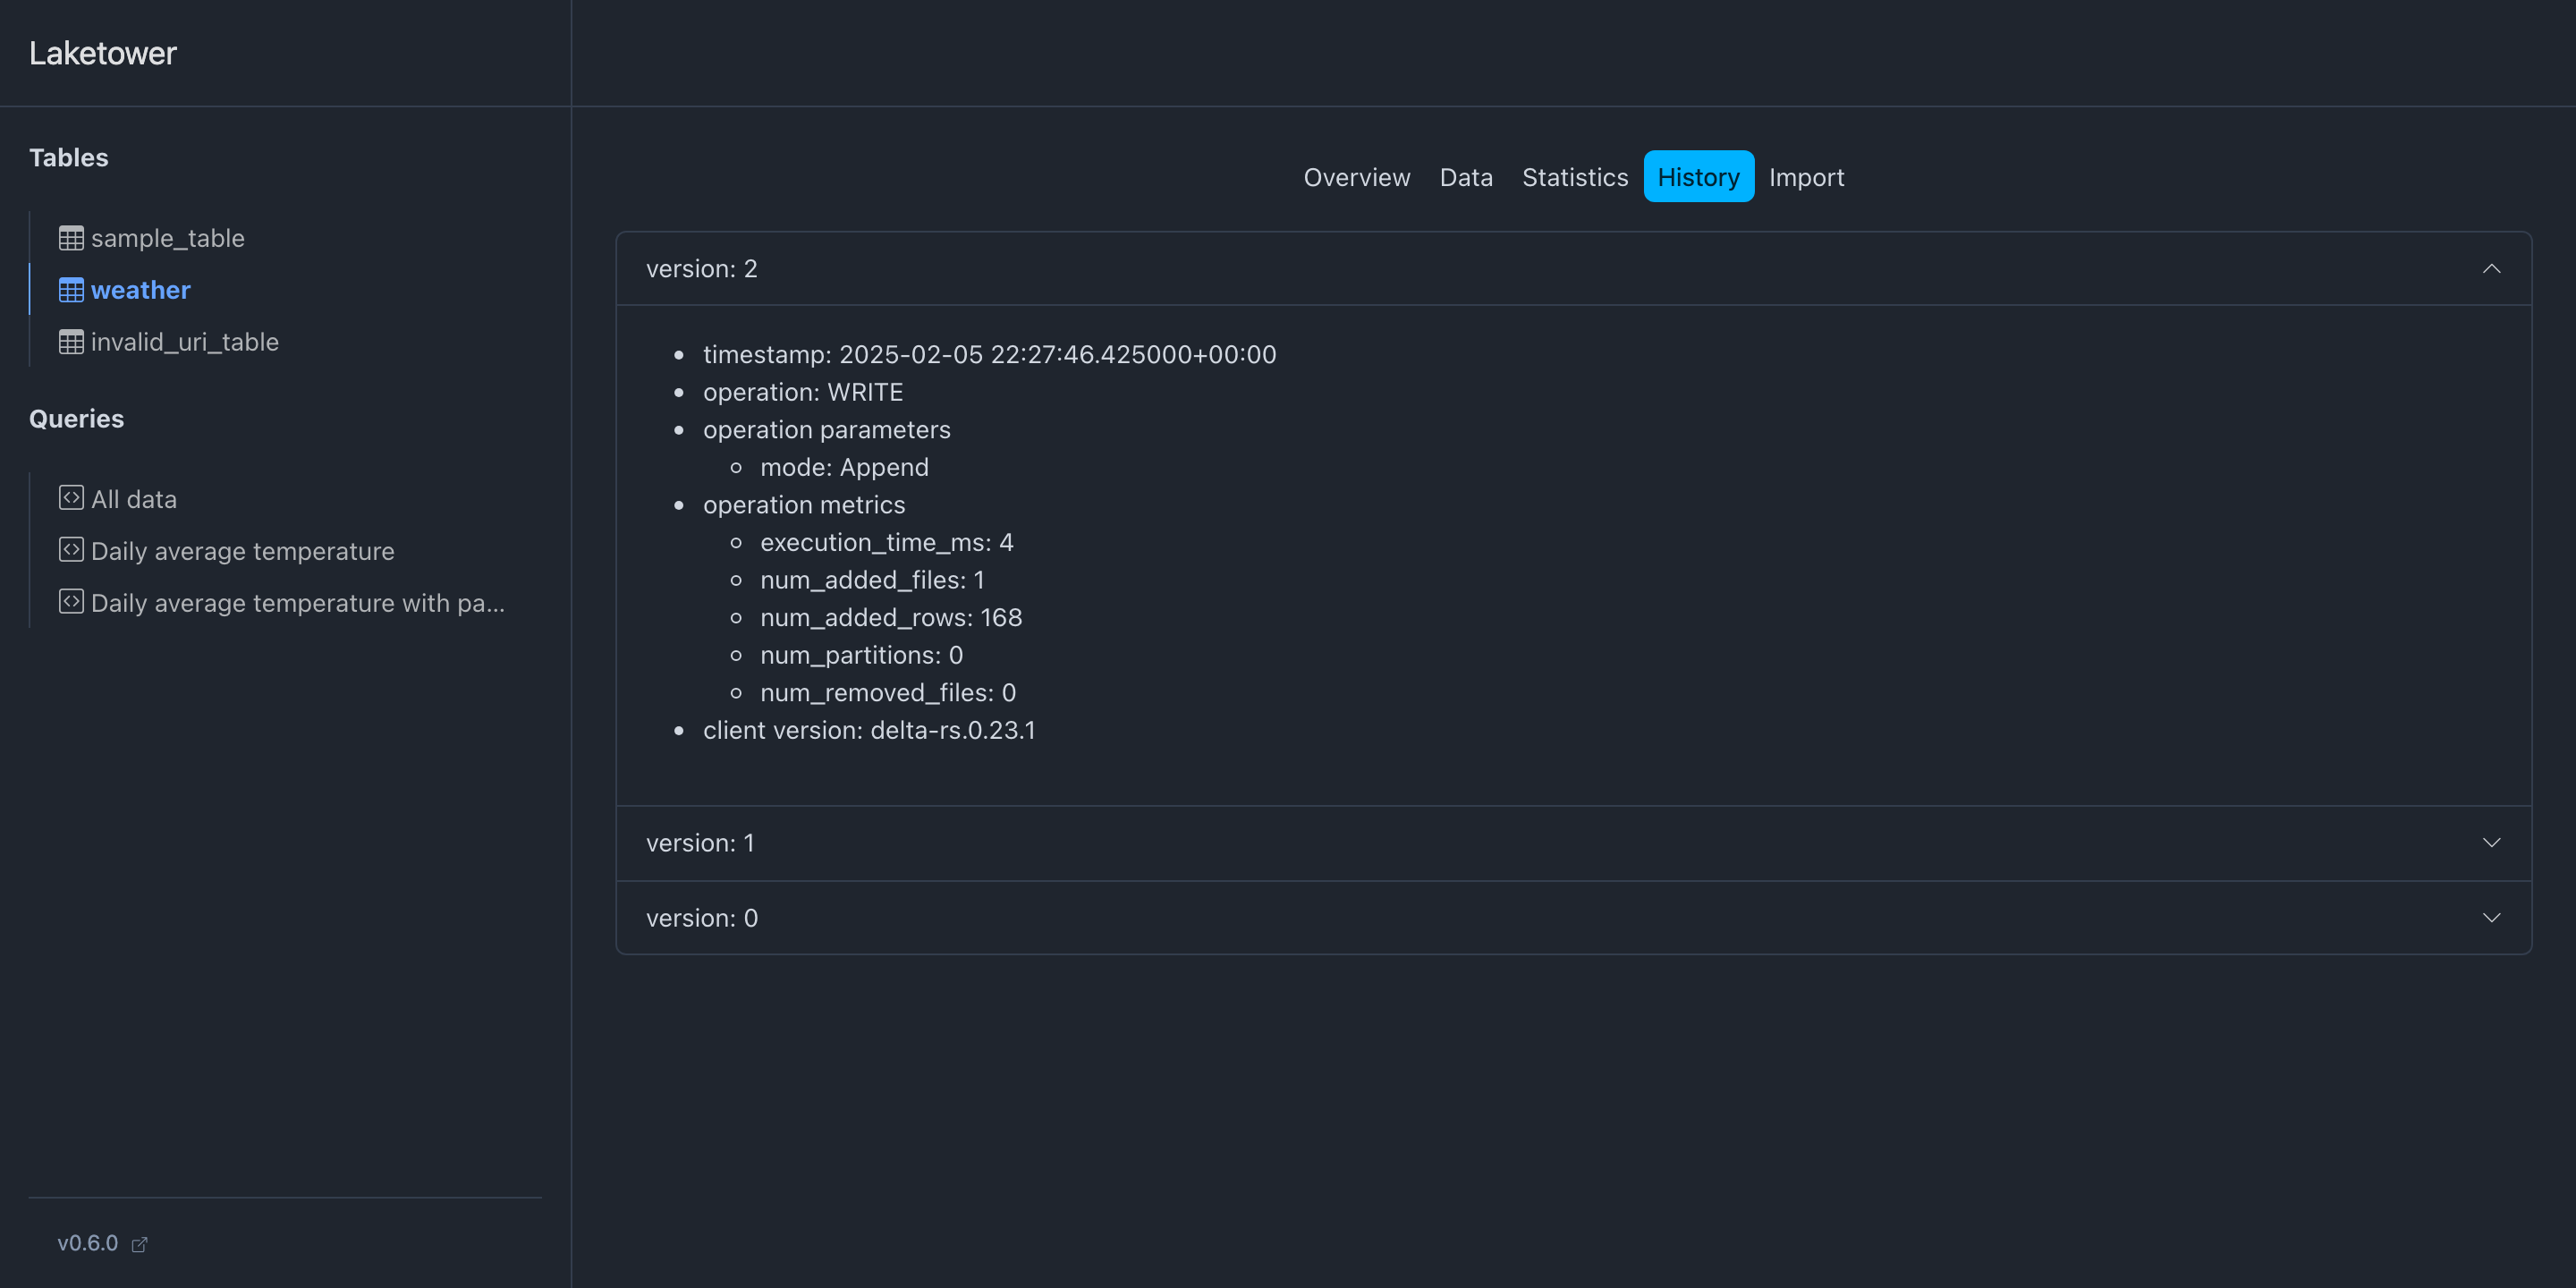 Laketower
Tables
sample_table
weather
invalid_uri_table
Queries
All data
Daily average temperature
Daily average temperature with pa...
v0.6.0
Overview Data Statistics History Import
version: 2
timestamp: 2025-02-05 22:27:46.425000+00:00
operation: WRITE
operation parameters
mode: Append
operation metrics
execution_time_ms: 4
num_added_files: 1
num_added_rows: 168
num_partitions: 0
num_removed_files: 0
client version: delta-rs.0.23.1
version: 1
version: 0